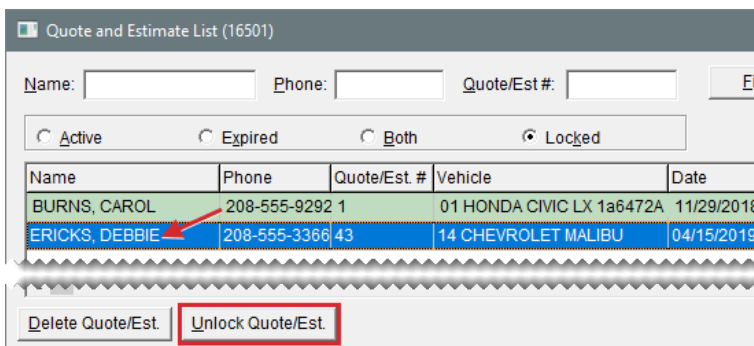 Quote and Estimate List (16501)
Name: Phone: Quote/Est #:
Active Expired Both Locked
Name Phone Quote/Est. # Vehicle Date
BURNS, CAROL 208-555-9292 1 01 HONDA CIVIC LX 1a6472A 11/29/2018
ERICKS, DEBBIE 208-555-3366 43 14 CHEVROLET MALIBU 04/15/2019
Delete Quote/Est. Unlock Quote/Est.